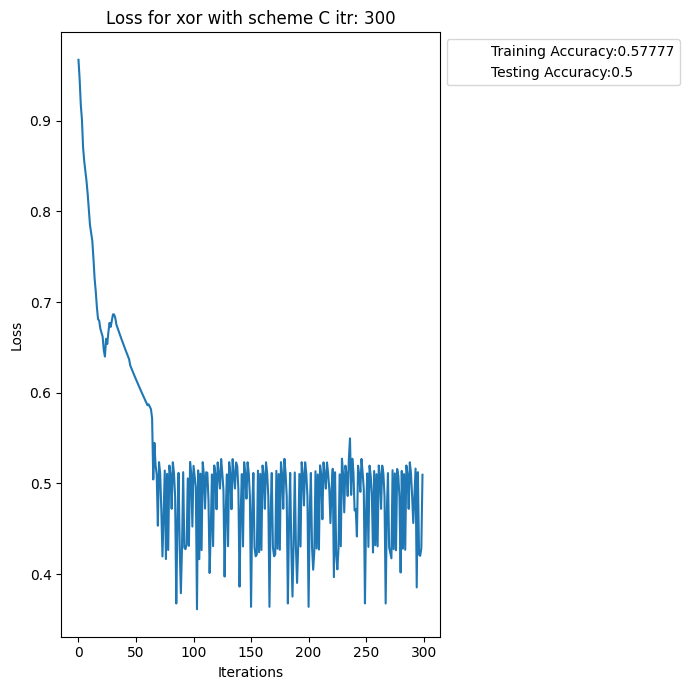 Loss for xor with scheme C itr: 300
Training Accuracy:0.57777
Testing Accuracy:0.5
Loss
0.9
0.8
0.7
0.6
0.5
0.4
0 50 100 150 200 250 300
Iterations